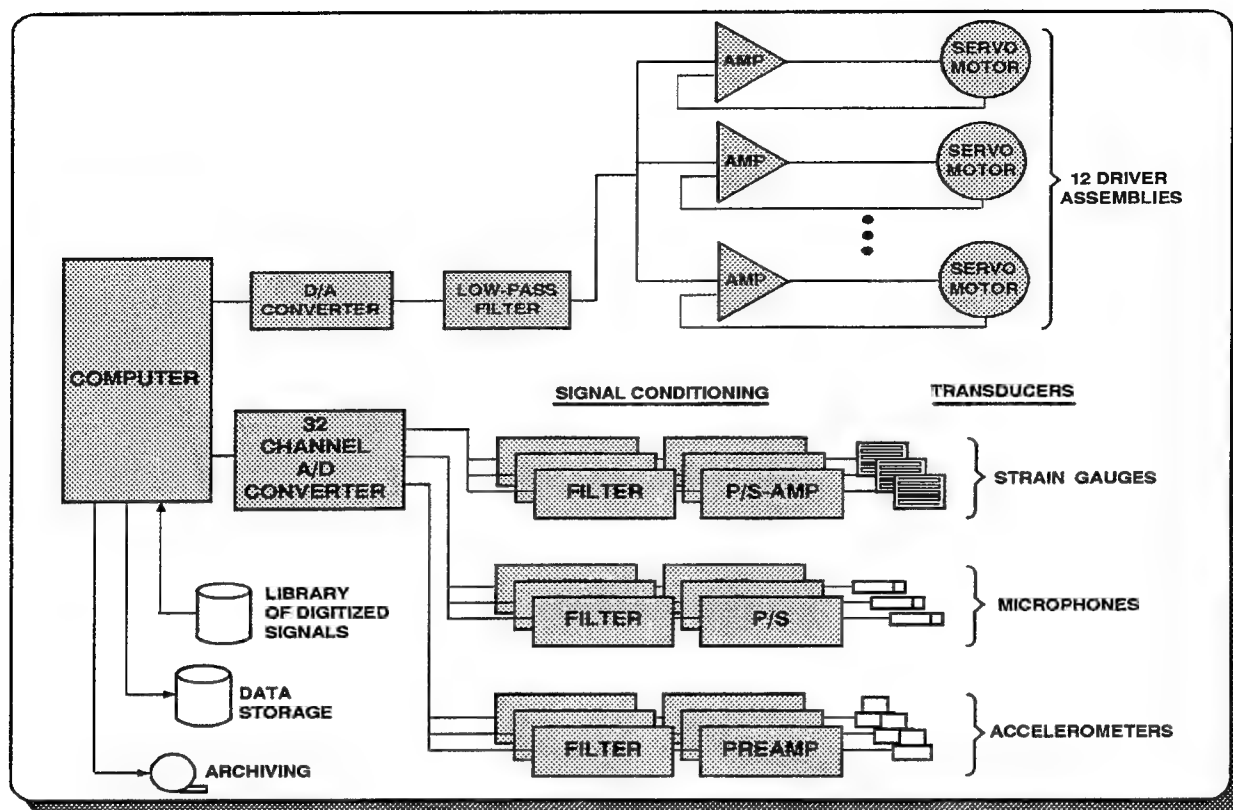 AMP
SERVO
MOTOR
AMP
SERVO
MOTOR
12 DRIVER
ASSEMBLIES
AMP
SERVO
MOTOR
D/A
CONVERTER
LOW-PASS
FILTER
COMPUTER
SIGNAL CONDITIONING
TRANSDUCERS
32
CHANNEL
A/D
CONVERTER
FILTER
P/S-AMP
STRAIN GAUGES
LIBRARY
OF DIGITIZED
SIGNALS
FILTER
P/S
MICROPHONES
DATA
STORAGE
FILTER
PREAMP
ACCELEROMETERS
ARCHIVING